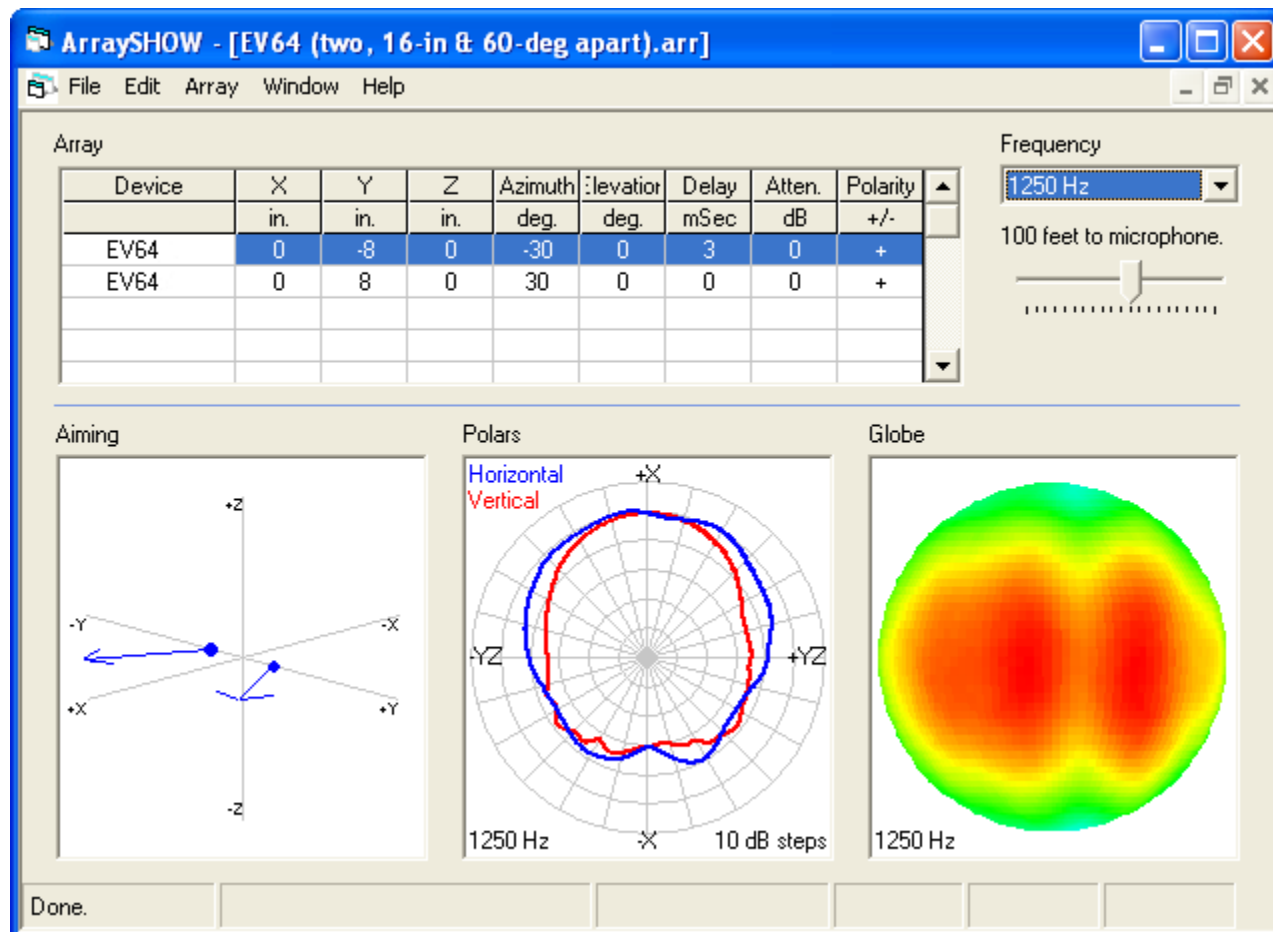 ArraySHOW - [EV64 (two, 16-in & 60-deg apart).arr]
File Edit Array Window Help
Array
Frequency
Device X Y Z Azimuth :levation Delay Atten. Polarity
in. in. in. deg. deg. mSec dB +/-
EV64 0 -8 0 -30 0 3 0 +
EV64 0 8 0 30 0 0 0 +
1250 Hz
100 feet to microphone.
Aiming
+Z
-Y
-X
+X
+Y
-Z
Polars
Horizontal
Vertical
+X
-YZ
+YZ
-X
1250 Hz
10 dB steps
Globe
1250 Hz
Done.